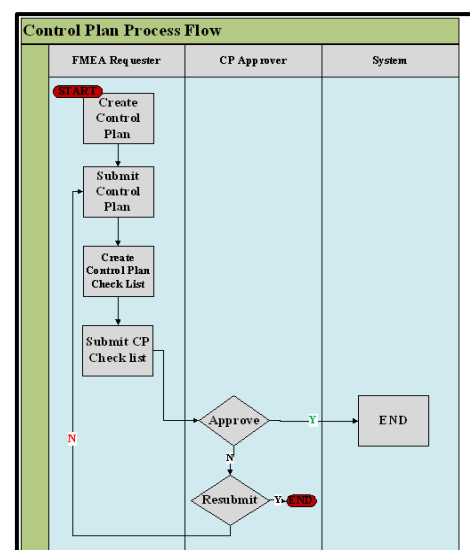 Control Plan Process Flow
FMEA Requester
CP Approver
System
START
Create
Control
Plan
Submit
Control
Plan
Create
Control Plan
Check List
Submit CP
Check list
Approve
Y
END
N
N
Resubmit
Y
END